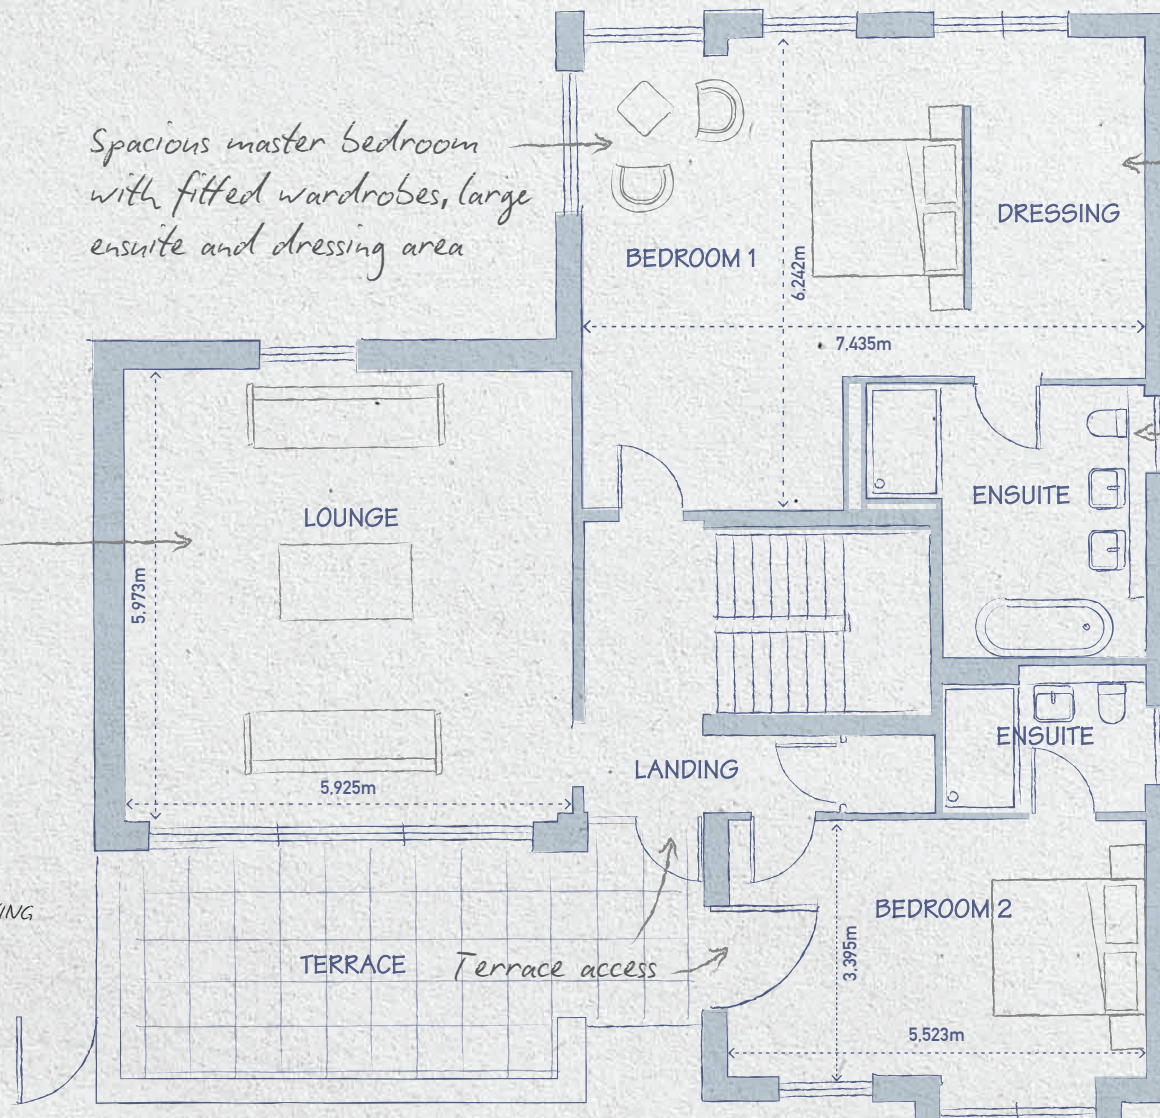 Spacious master bedroom
with fitted wardrobes, large
ensuite and dressing area
BEDROOM 1
DRESSING
6,242m
7,435m
LOUNGE
5,973m
5,925m
ENSUITE
ENSUITE
LANDING
TERRACE
Terrace access
BEDROOM 2
3,395m
5,523m